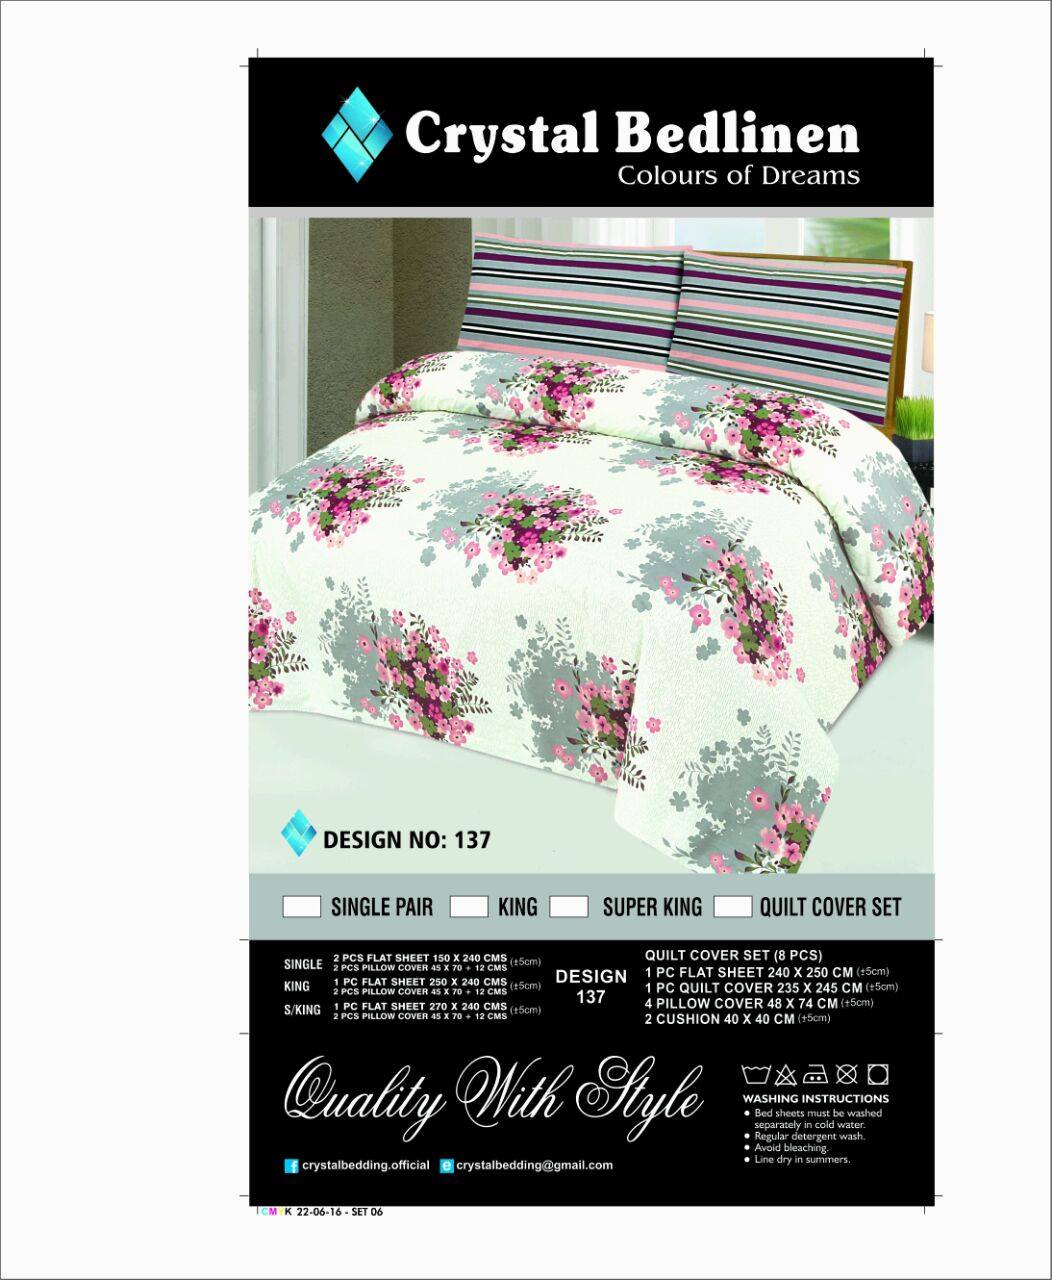 Crystal Bedlinen
Colours of Dreams
DESIGN NO: 137
SINGLE PAIR KING SUPER KING QUILT COVER SET
SINGLE 2 PCS FLAT SHEET 150 X 240 CMS (±5cm)
2 PCS PILLOW COVER 45 X 70 + 12 CMS
KING 1 PC FLAT SHEET 250 X 240 CMS (±5cm)
2 PCS PILLOW COVER 45 X 70 + 12 CMS
S/KING 1 PC FLAT SHEET 270 X 240 CMS (±5cm)
2 PCS PILLOW COVER 45 X 70 + 12 CMS
DESIGN
137
QUILT COVER SET (8 PCS)
1 PC FLAT SHEET 240 X 250 CM (±5cm)
1 PC QUILT COVER 235 X 245 CM (±5cm)
4 PILLOW COVER 48 X 74 CM (±5cm)
2 CUSHION 40 X 40 CM (±5cm)
Quality With Style
WASHING INSTRUCTIONS
• Bed sheets must be washed
separately in cold water.
• Regular detergent wash.
• Avoid bleaching.
• Line dry in summers.
f crystalbedding.official e crystalbedding@gmail.com
CMYK 22-06-16 - SET 06